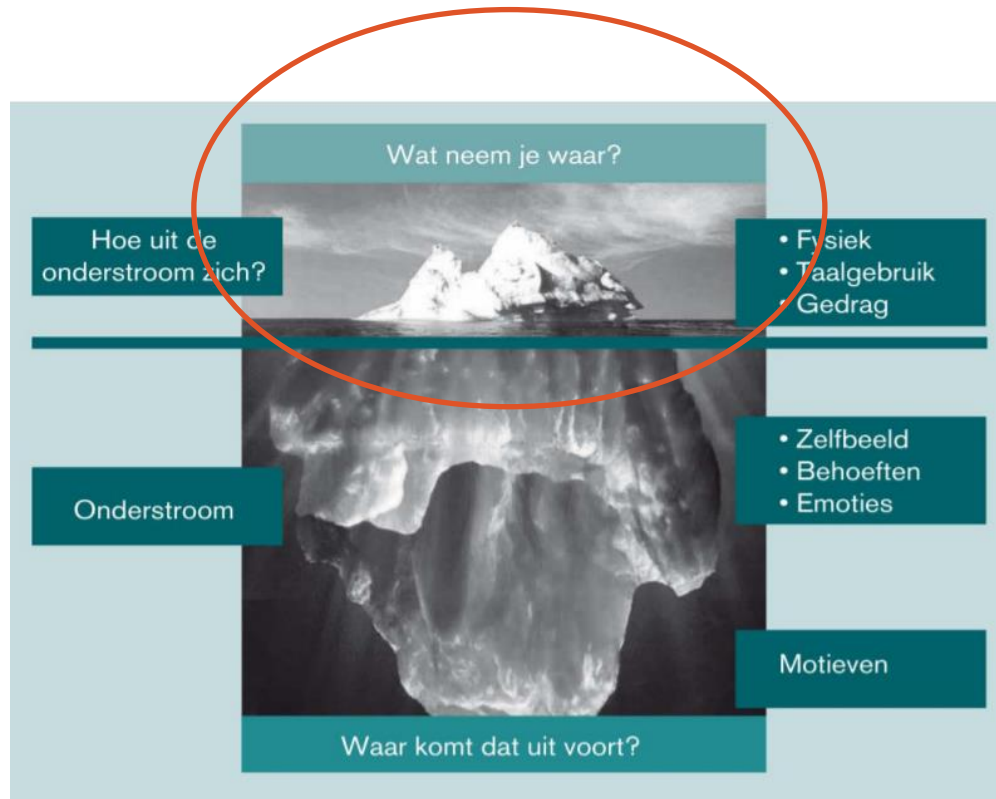 Wat neem je waar?
Hoe uit de
onderstroom zich?
• Fysiek
• Taalgebruik
• Gedrag
Onderstroom
• Zelfbeeld
• Behoeften
• Emoties
Motieven
Waar komt dat uit voort?